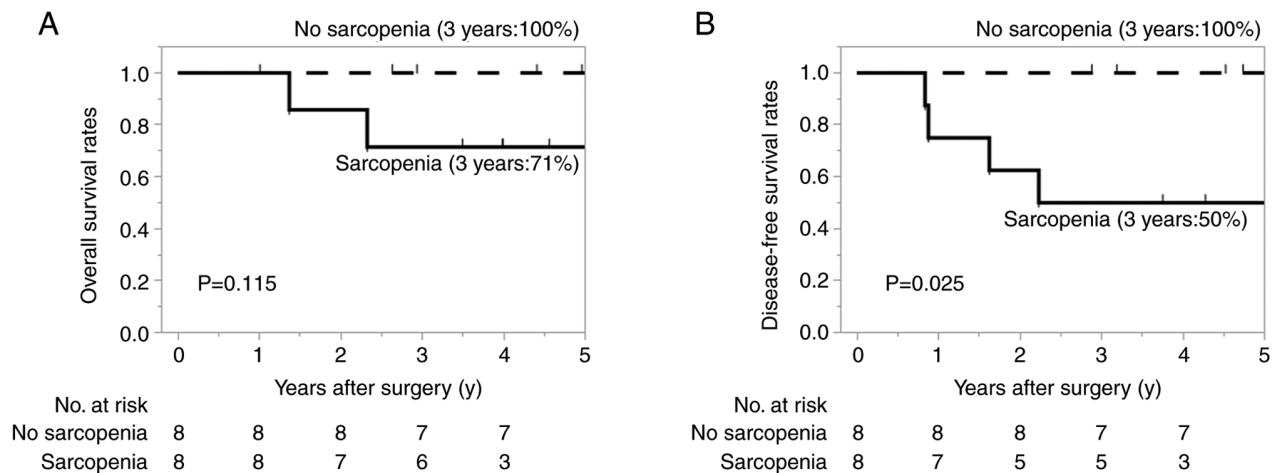 A
No sarcopenia (3 years:100%)
Overall survival rates
1.0
0.8
0.6
0.4
0.2
0.0
Sarcopenia (3 years:71%)
P=0.115
0 1 2 3 4 5
Years after surgery (y)
No. at risk
No sarcopenia 8 8 8 7 7
Sarcopenia 8 8 7 6 3
B
No sarcopenia (3 years:100%)
Disease-free survival rates
1.0
0.8
0.6
0.4
0.2
0.0
Sarcopenia (3 years:50%)
P=0.025
0 1 2 3 4 5
Years after surgery (y)
No. at risk
No sarcopenia 8 8 8 7 7
Sarcopenia 8 7 5 5 3